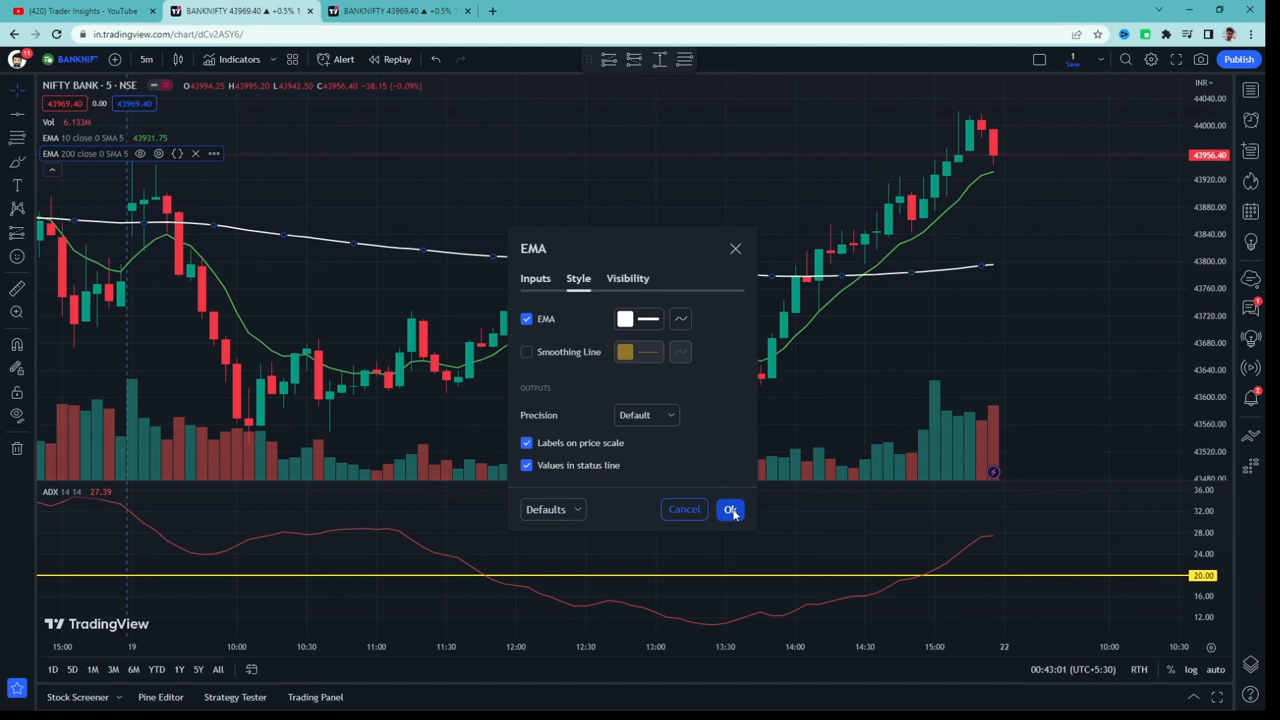 (420) Trader Insights - YouTube
BANKNIFTY 43969.40 ▲ +0.5% 1
BANKNIFTY 43969.40 ▲ +0.5% 1
in.tradingview.com/chart/dCv2ASY6/
11
BANKNIF
5m
Indicators
Alert
Replay
1
Save
Publish
NIFTY BANK · 5 · NSE
O43994.25 H43995.20 L43942.50 C43956.40 -38.15 (-0.09%)
INR
43969.40 0.00 43969.40
Vol 6.133M
EMA 10 close 0 SMA 5 43931.75
EMA 200 close 0 SMA 5
44040.00
44000.00
43956.40
43920.00
43880.00
43840.00
43800.00
43760.00
43720.00
43680.00
43640.00
43600.00
43560.00
43520.00
43480.00
EMA
Inputs
Style
Visibility
EMA
Smoothing Line
OUTPUTS
Precision
Default
Labels on price scale
Values in status line
Defaults
Cancel
Ok
ADX 14 14 27.39
36.00
32.00
28.00
24.00
20.00
16.00
12.00
TradingView
15:00 19 10:00 10:30 11:00 11:30 12:00 12:30 13:00 13:30 14:00 14:30 15:00 22 10:00 10:30
1D 5D 1M 3M 6M YTD 1Y 5Y All
00:43:01 (UTC+5:30)
RTH
% log auto
Stock Screener
Pine Editor
Strategy Tester
Trading Panel
1
2